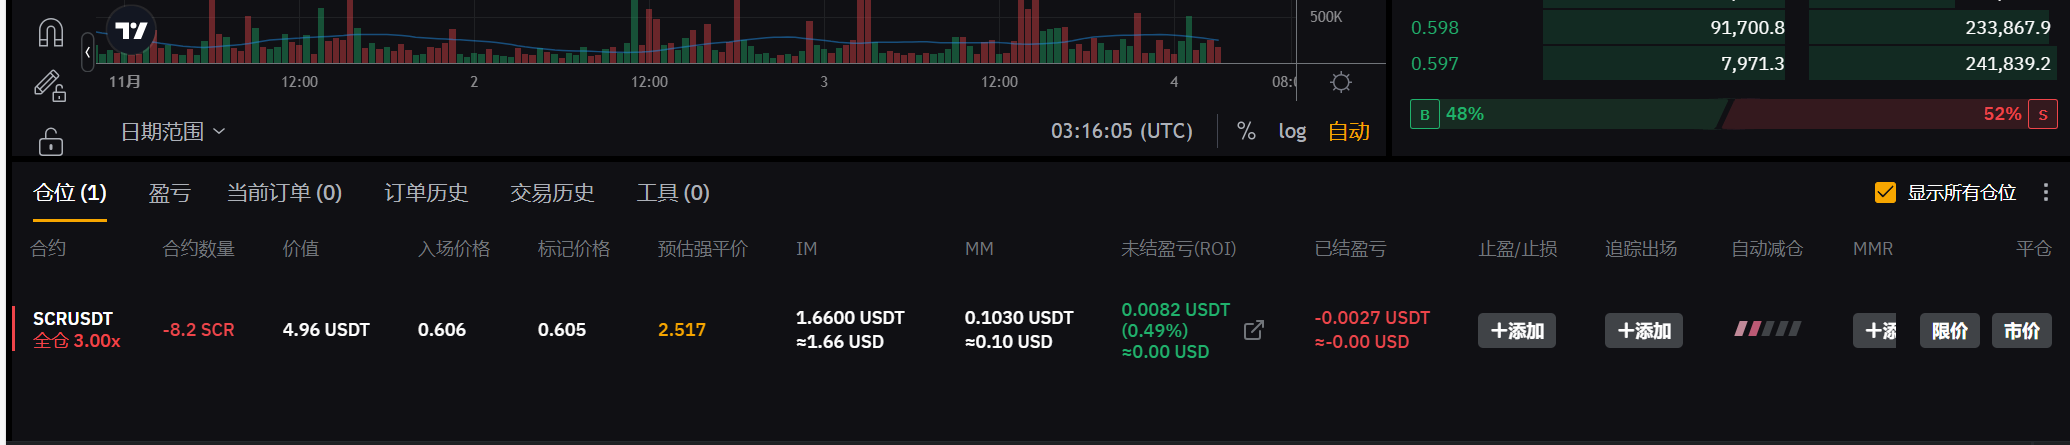 500K
11月 12:00 2 12:00 3 12:00 4
日期范围 03:16:05 (UTC) % log 自动
0.598 91,700.8 233,867.9
0.597 7,971.3 241,839.2
B 48% 52% S
仓位 (1) 盈亏 当前订单 (0) 订单历史 交易历史 工具 (0) 显示所有仓位
合约 合约数量 价值 入场价格 标记价格 预估强平价 IM MM 未结盈亏(ROI) 已结盈亏 止盈/止损 追踪出场 自动减仓 MMR 平仓
SCRUSDT
全仓 3.00x
-8.2 SCR
4.96 USDT
0.606
0.605
2.517
1.6600 USDT
≈1.66 USD
0.1030 USDT
≈0.10 USD
0.0082 USDT
(0.49%)
≈0.00 USD
-0.0027 USDT
≈-0.00 USD
+添加
+添加
限价
市价